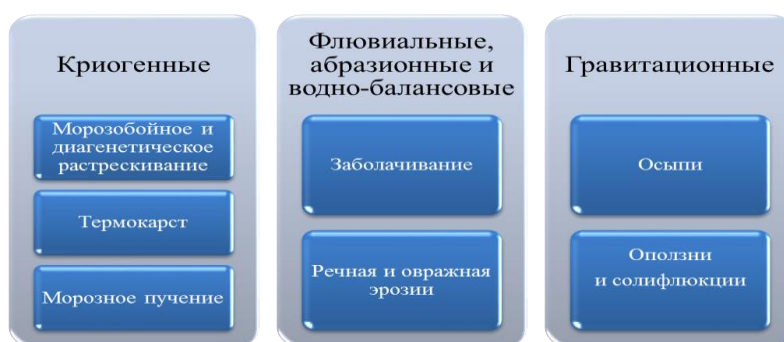 Криогенные
Морозобойное и
диагенетическое
растрескивание
Термокарст
Морозное пучение
Флювиальные,
абразионные и
водно-балансовые
Заболачивание
Речная и овражная
эрозии
Гравитационные
Осыпи
Оползни
и солифлюкции